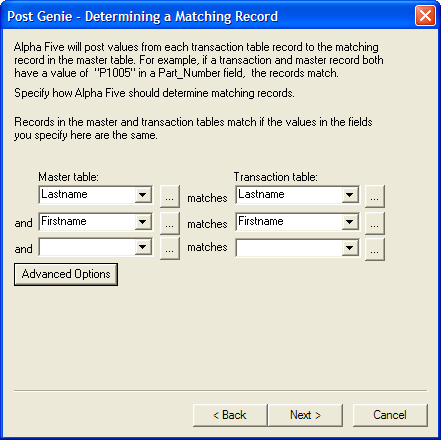 Post Genie - Determining a Matching Record
Alpha Five will post values from each transaction table record to the matching
record in the master table. For example, if a transaction and master record both
have a value of "P1005" in a Part_Number field, the records match.
Specify how Alpha Five should determine matching records.
Records in the master and transaction tables match if the values in the fields
you specify here are the same.
Master table: Transaction table:
Lastname ... matches Lastname ...
and Firstname ... matches Firstname ...
and ... matches ...
Advanced Options
< Back Next > Cancel